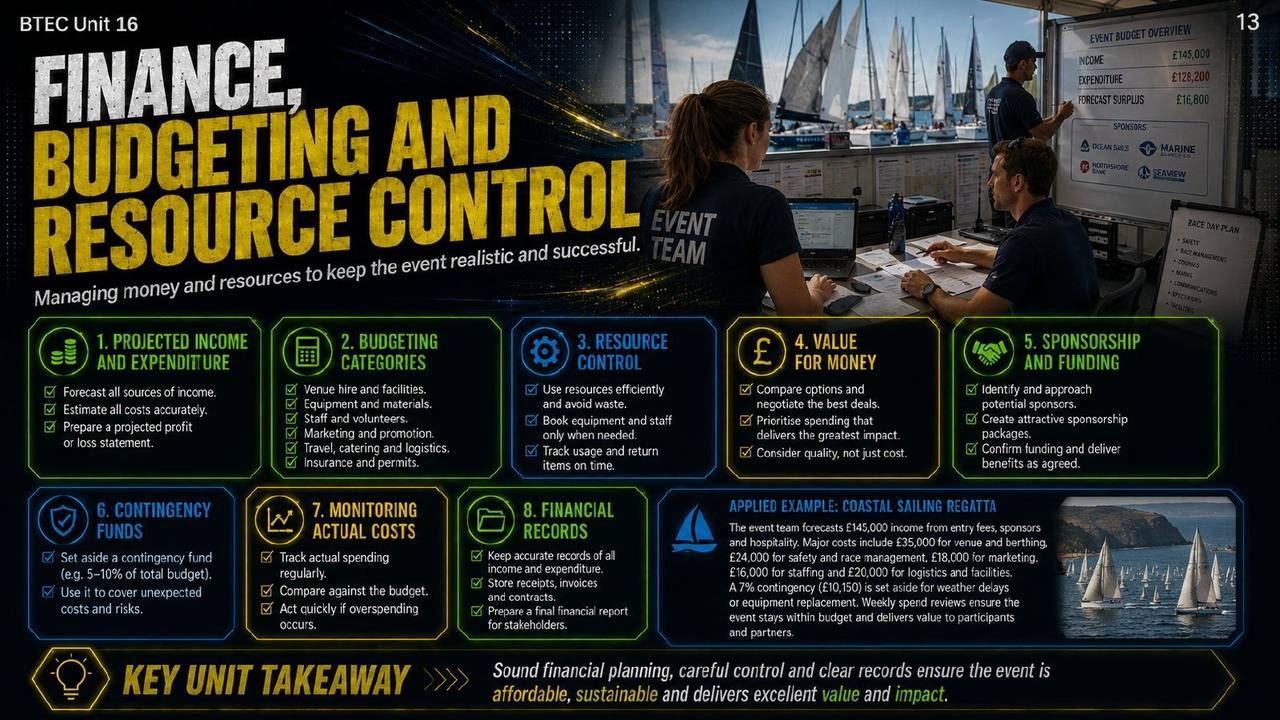 BTEC Unit 16
13
FINANCE,
BUDGETING AND
RESOURCE CONTROL
Managing money and resources to keep the event realistic and successful.
EVENT
TEAM
EVENT BUDGET OVERVIEW
INCOME £145,000
EXPENDITURE £128,200
FORECAST SURPLUS £16,800
SPONSORS
OCEAN SAILS
MARINE
NORTHSHORE
BANK
SEAVIEW
RACE DAY PLAN
SAFETY
RACE MANAGEMENT
COURSES
MARKS
COMMUNICATIONS
FACILITIES
1. PROJECTED INCOME
AND EXPENDITURE
Forecast all sources of income.
Estimate all costs accurately.
Prepare a projected profit
or loss statement.
2. BUDGETING
CATEGORIES
Venue hire and facilities.
Equipment and materials.
Staff and volunteers.
Marketing and promotion.
Travel, catering and logistics.
Insurance and permits.
3. RESOURCE
CONTROL
Use resources efficiently
and avoid waste.
Book equipment and staff
only when needed.
Track usage and return
items on time.
4. VALUE
FOR MONEY
Compare options and
negotiate the best deals.
Prioritise spending that
delivers the greatest impact.
Consider quality, not just cost.
5. SPONSORSHIP
AND FUNDING
Identify and approach
potential sponsors.
Create attractive sponsorship
packages.
Confirm funding and deliver
benefits as agreed.
6. CONTINGENCY
FUNDS
Set aside a contingency fund
(e.g. 5–10% of total budget).
Use it to cover unexpected
costs and risks.
7. MONITORING
ACTUAL COSTS
Track actual spending
regularly.
Compare against the budget.
Act quickly if overspending
occurs.
8. FINANCIAL
RECORDS
Keep accurate records of all
income and expenditure.
Store receipts, invoices
and contracts.
Prepare a final financial report
for stakeholders.
APPLIED EXAMPLE: COASTAL SAILING REGATTA
The event team forecasts £145,000 income from entry fees, sponsors
and hospitality. Major costs include £35,000 for venue and berthing,
£24,000 for safety and race management, £18,000 for marketing,
£16,000 for staffing and £20,000 for logistics and facilities.
A 7% contingency (£10,150) is set aside for weather delays
or equipment replacement. Weekly spend reviews ensure the
event stays within budget and delivers value to participants
and partners.
KEY UNIT TAKEAWAY
Sound financial planning, careful control and clear records ensure the event is
affordable, sustainable and delivers excellent value and impact.